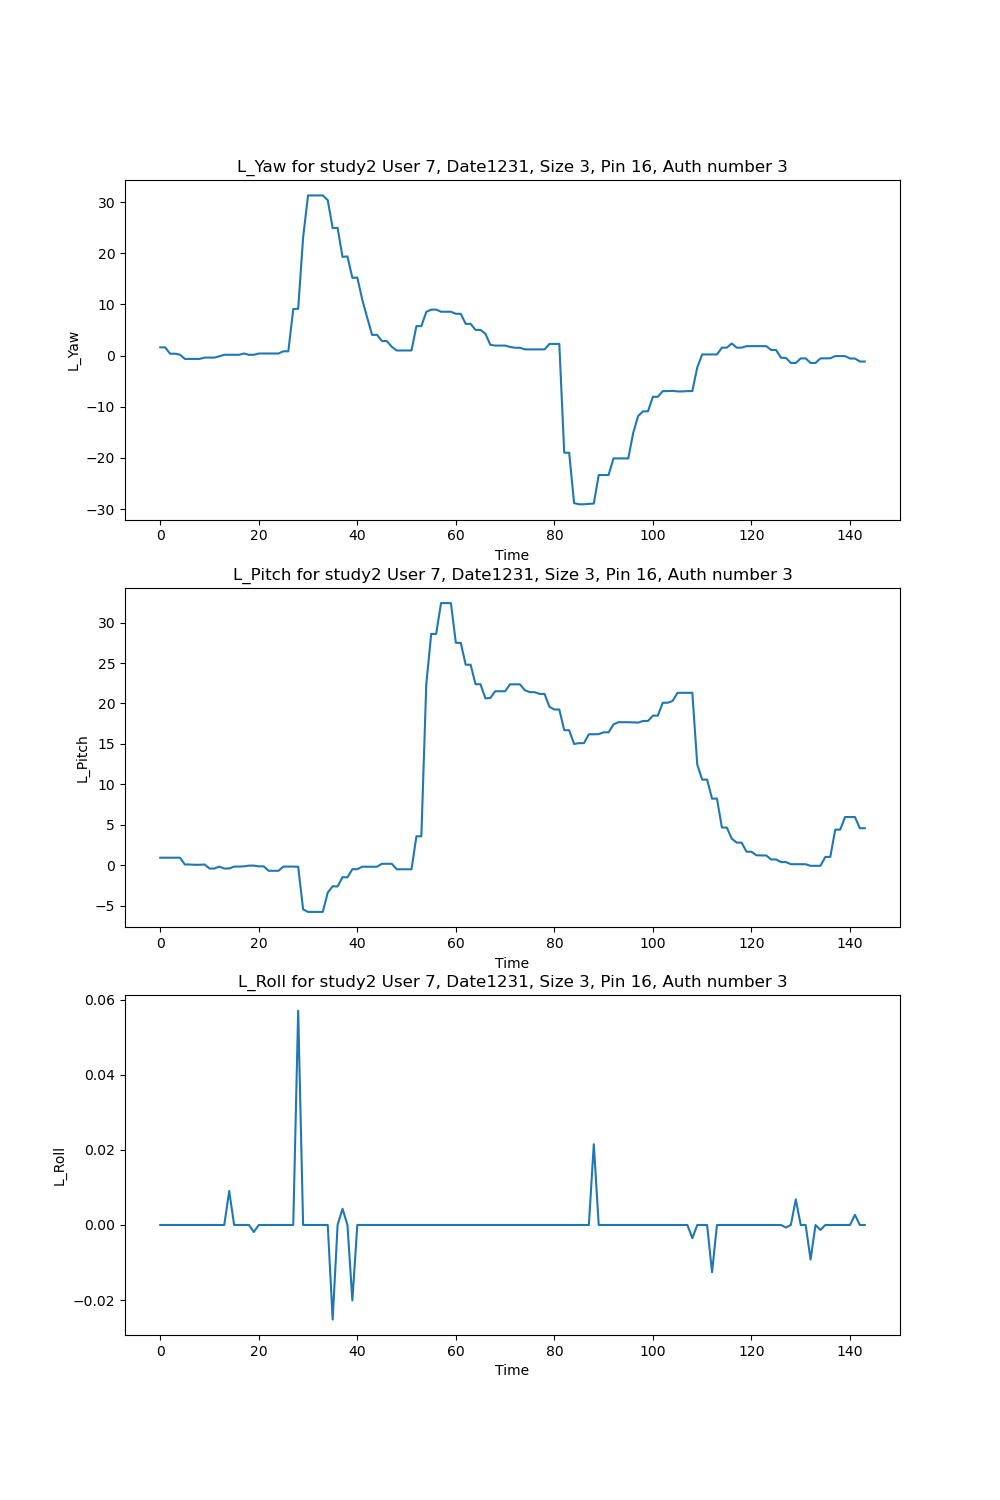 L_Yaw for study2 User 7, Date1231, Size 3, Pin 16, Auth number 3
30
20
10
0
−10
−20
−30
L_Yaw
0 20 40 60 80 100 120 140
Time
L_Pitch for study2 User 7, Date1231, Size 3, Pin 16, Auth number 3
30
25
20
15
10
5
0
−5
L_Pitch
0 20 40 60 80 100 120 140
Time
L_Roll for study2 User 7, Date1231, Size 3, Pin 16, Auth number 3
0.06
0.04
0.02
0.00
−0.02
L_Roll
0 20 40 60 80 100 120 140
Time